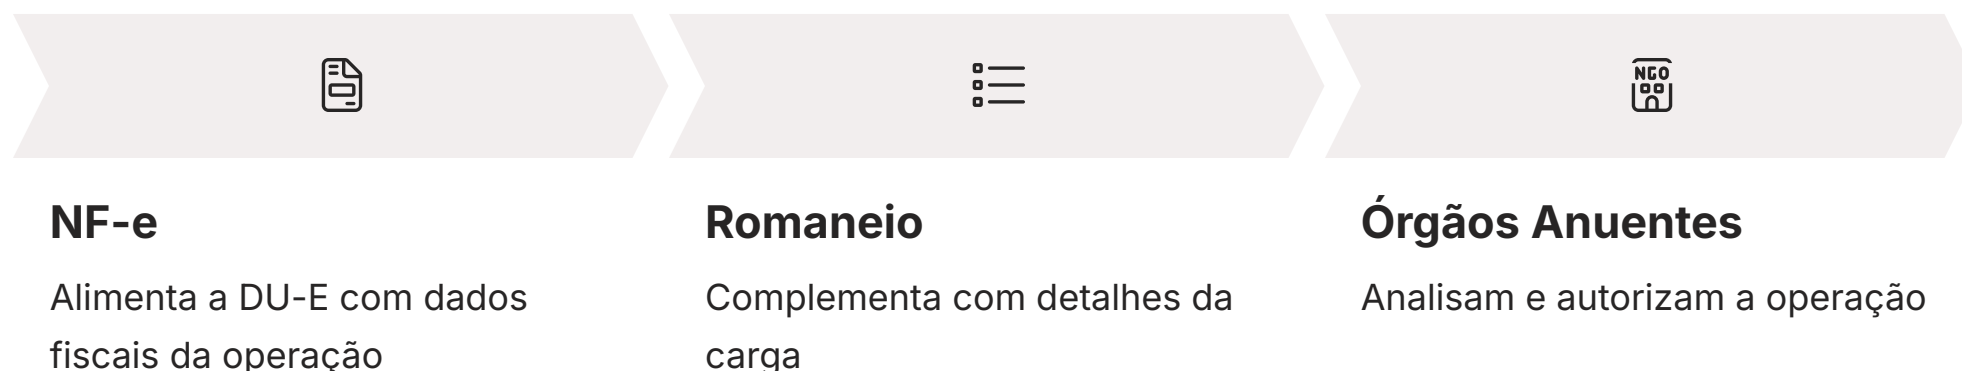 NGO
NF-e
Alimenta a DU-E com dados
fiscais da operação
Romaneio
Complementa com detalhes da
carga
Órgãos Anuentes
Analisam e autorizam a operação